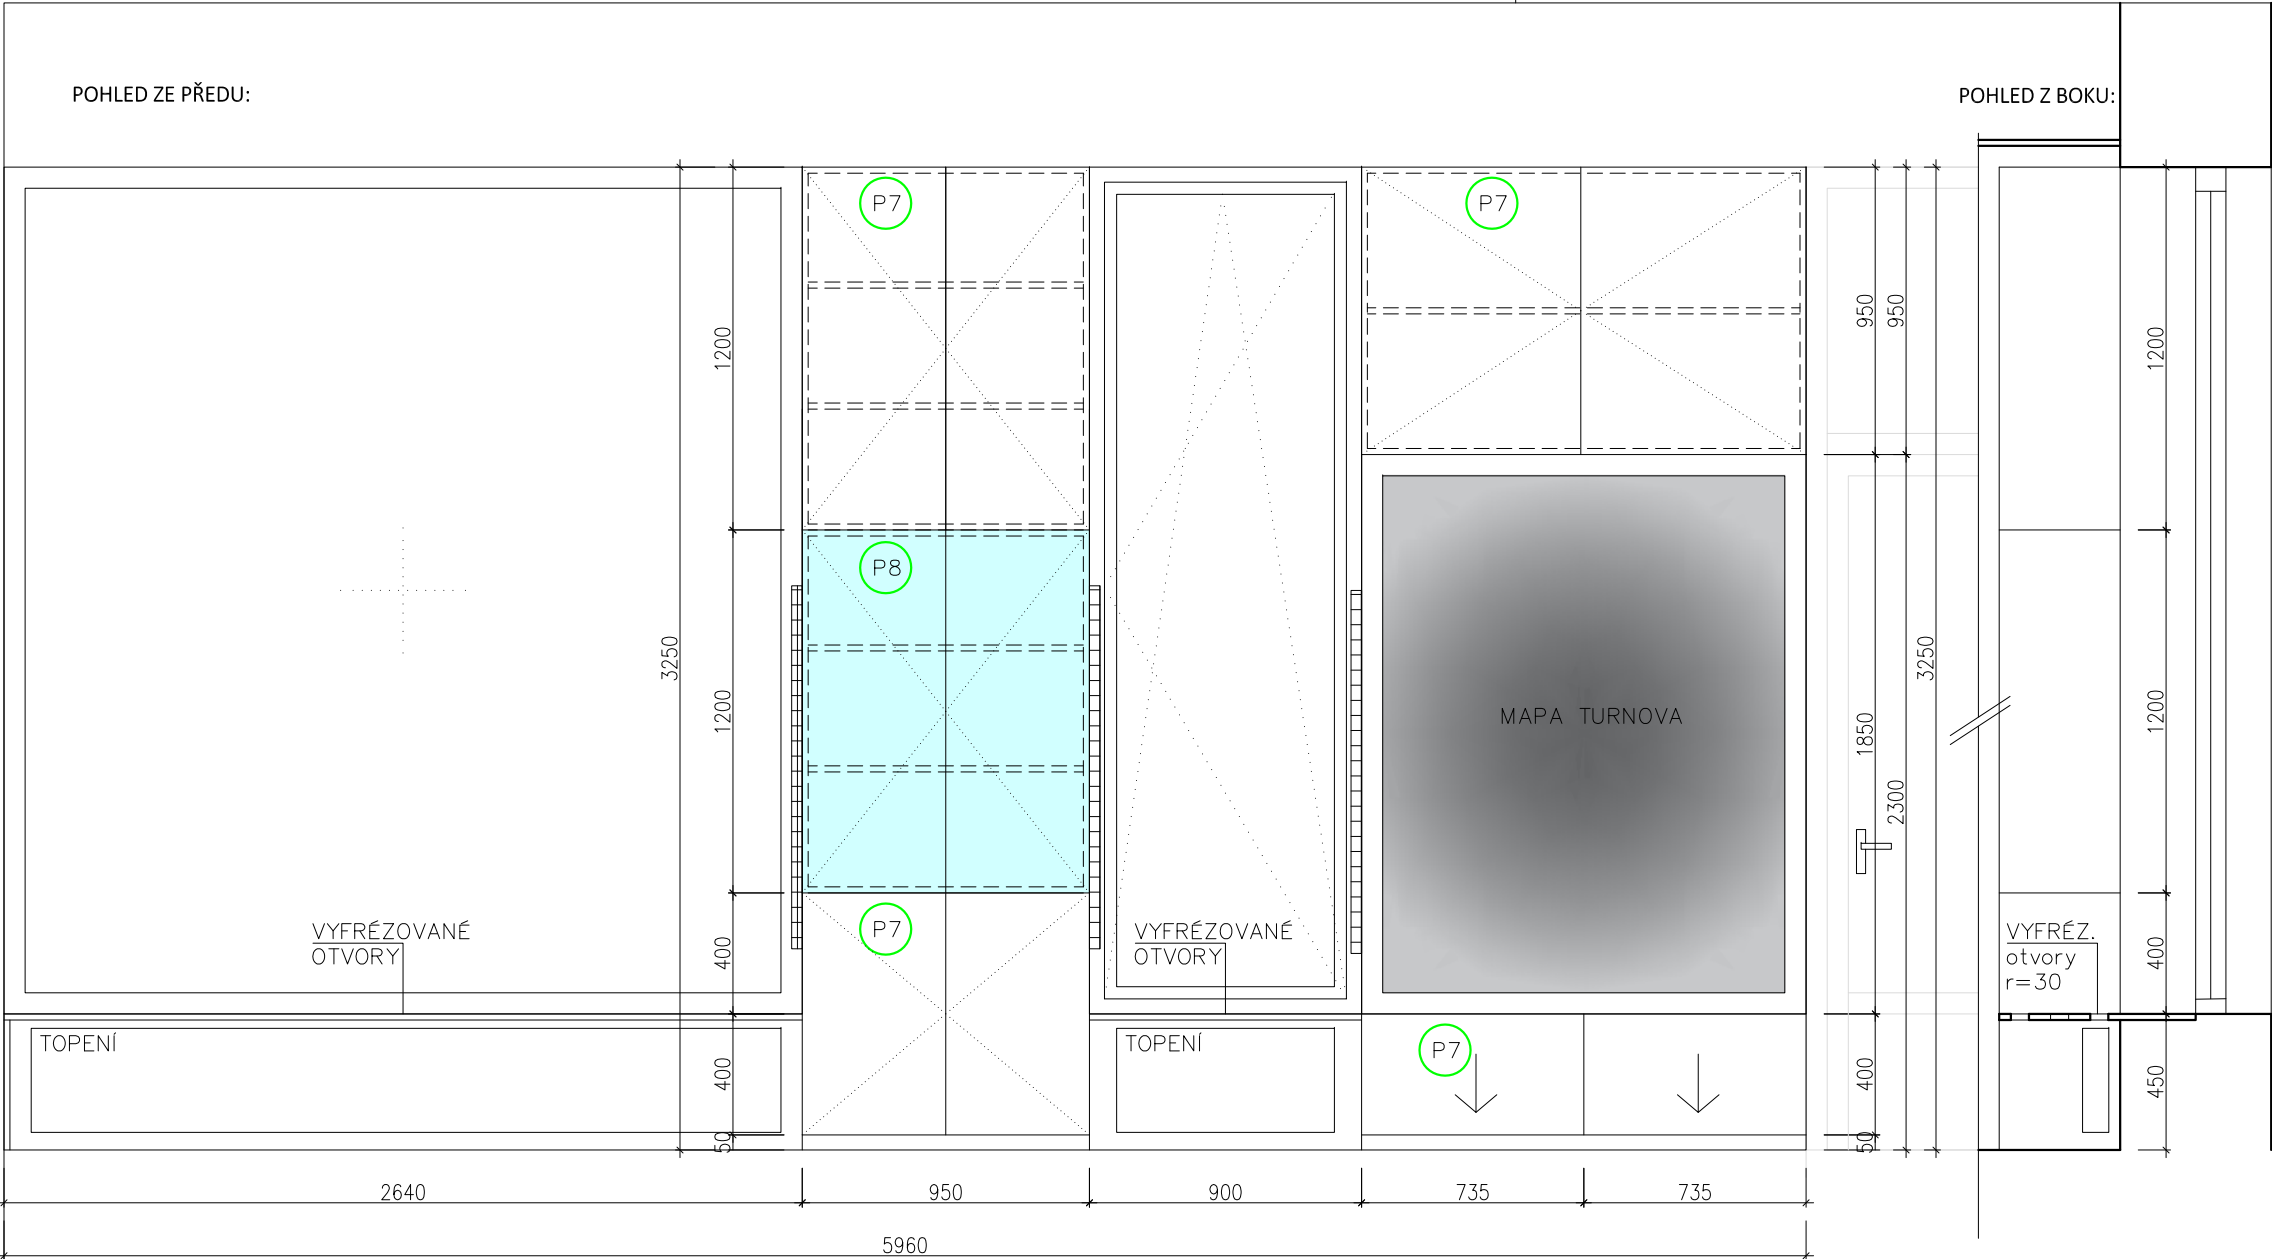 POHLED ZE PŘEDU:
POHLED Z BOKU:
P7
P7
950
950
1200
1200
P8
3250
3250
1200
1200
MAPA TURNOVA
1850
2300
P7
VYFRÉZOVANÉ
OTVORY
400
VYFRÉZOVANÉ
OTVORY
VYFRÉZ.
otvory
r=30
400
TOPENÍ
400
TOPENÍ
P7
400
450
50
50
2640
950
900
735
735
5960